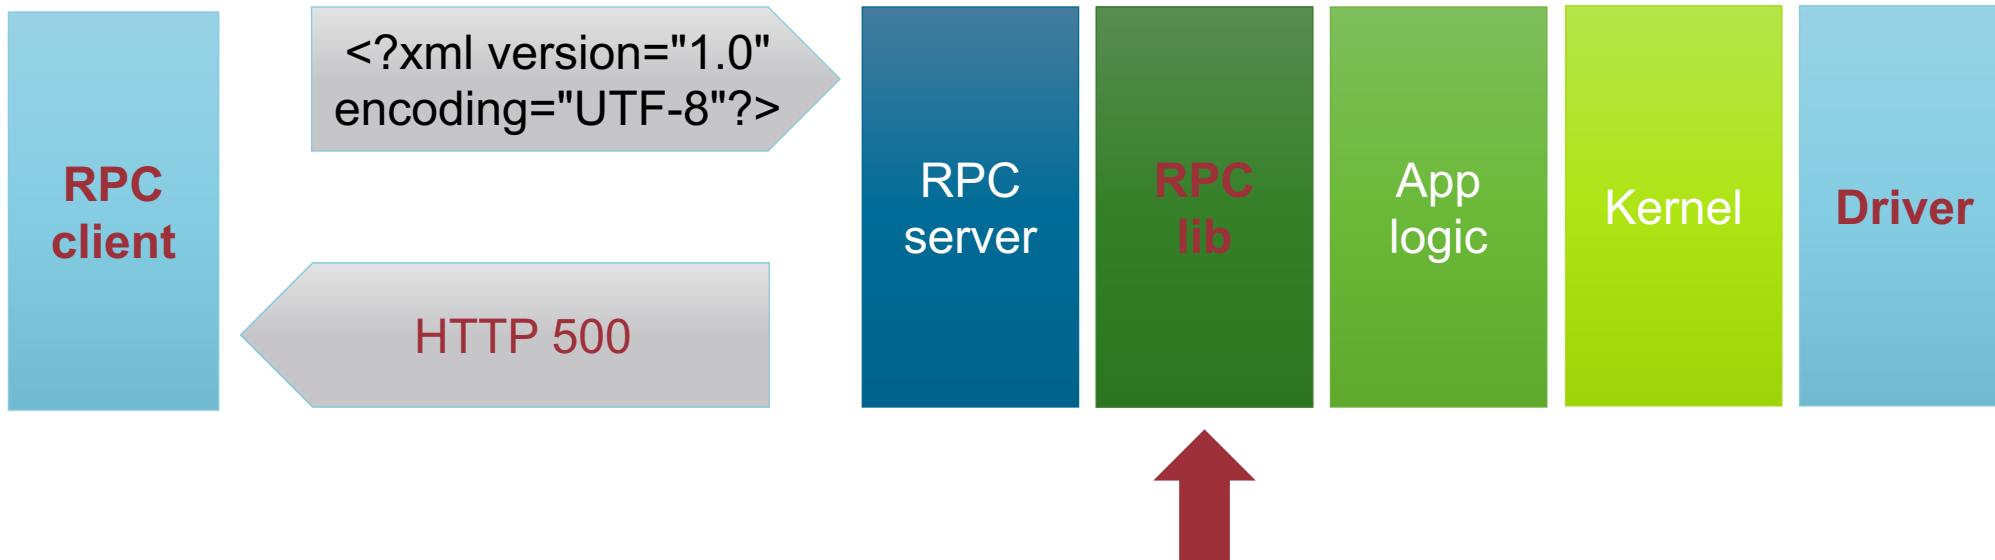 RPC
client
<?xml version="1.0"
encoding="UTF-8"?>
HTTP 500
RPC
server
RPC
lib
App
logic
Kernel
Driver